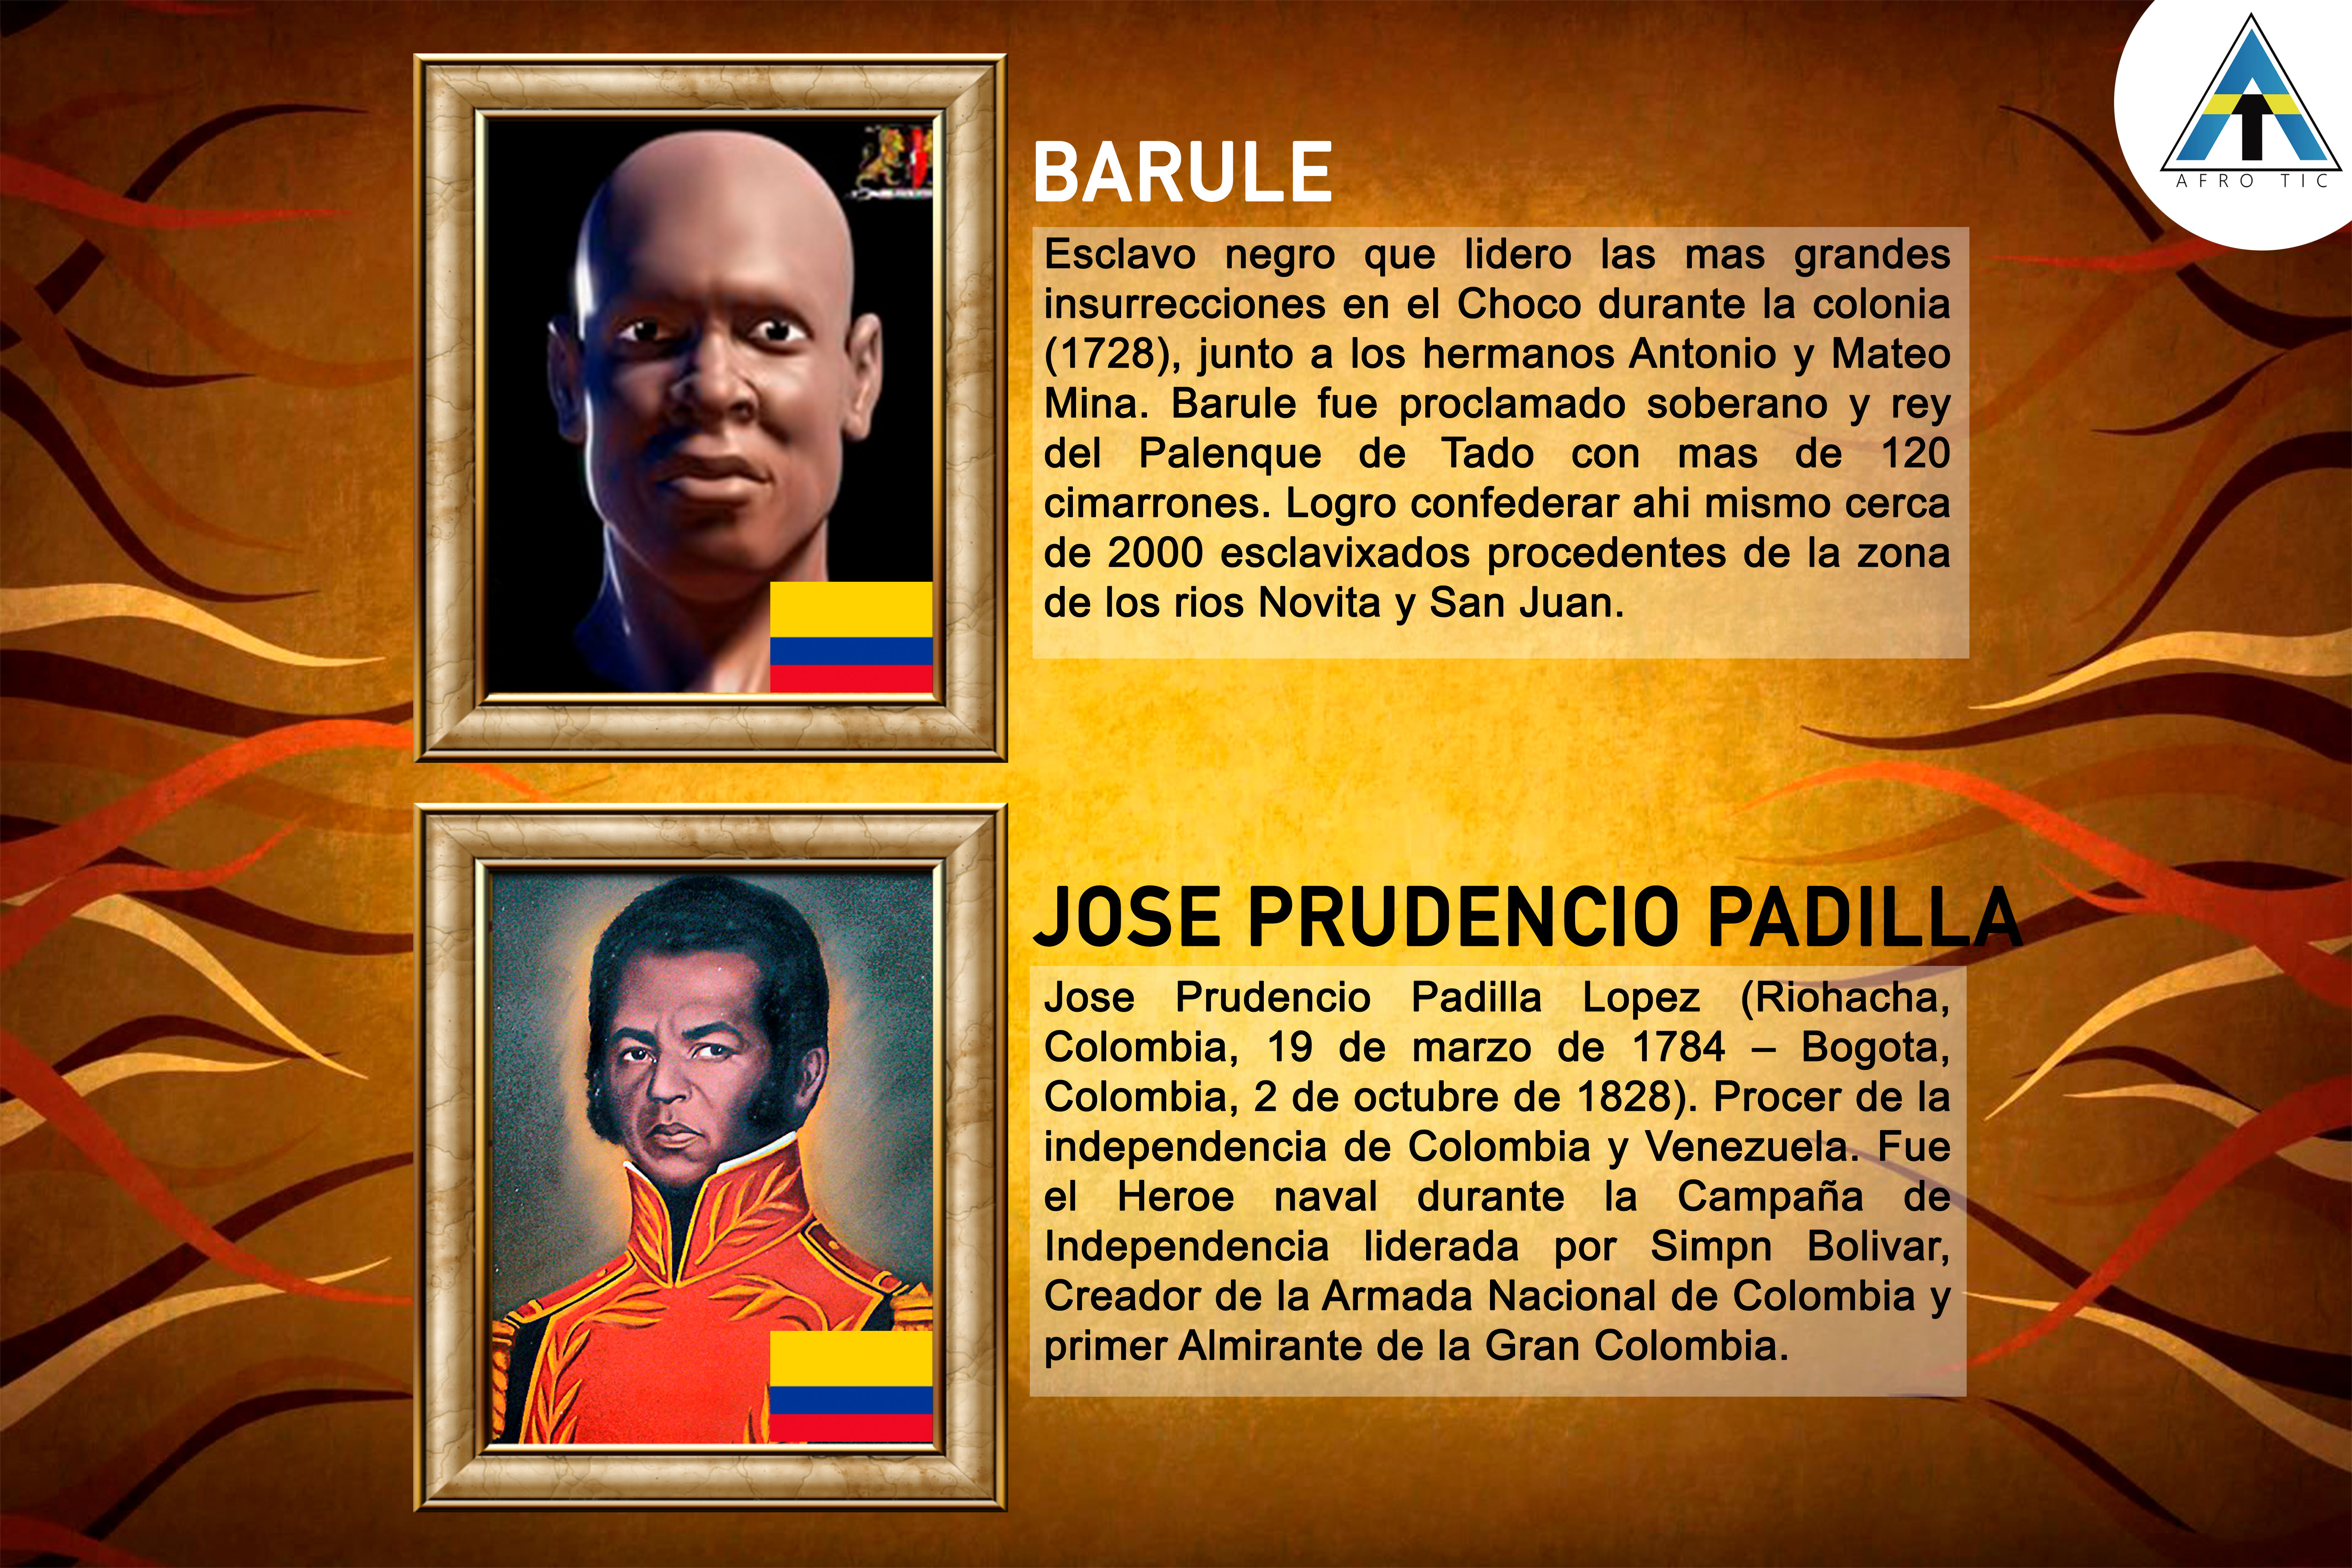 AFRO TIC
BARULE
Esclavo negro que lidero las mas grandes
insurrecciones en el Choco durante la colonia
(1728), junto a los hermanos Antonio y Mateo
Mina. Barule fue proclamado soberano y rey
del Palenque de Tado con mas de 120
cimarrones. Logro confederar ahi mismo cerca
de 2000 esclavixados procedentes de la zona
de los rios Novita y San Juan.
JOSE PRUDENCIO PADILLA
Jose Prudencio Padilla Lopez (Riohacha,
Colombia, 19 de marzo de 1784 – Bogota,
Colombia, 2 de octubre de 1828). Procer de la
independencia de Colombia y Venezuela. Fue
el Heroe naval durante la Campaña de
Independencia liderada por Simpn Bolivar,
Creador de la Armada Nacional de Colombia y
primer Almirante de la Gran Colombia.